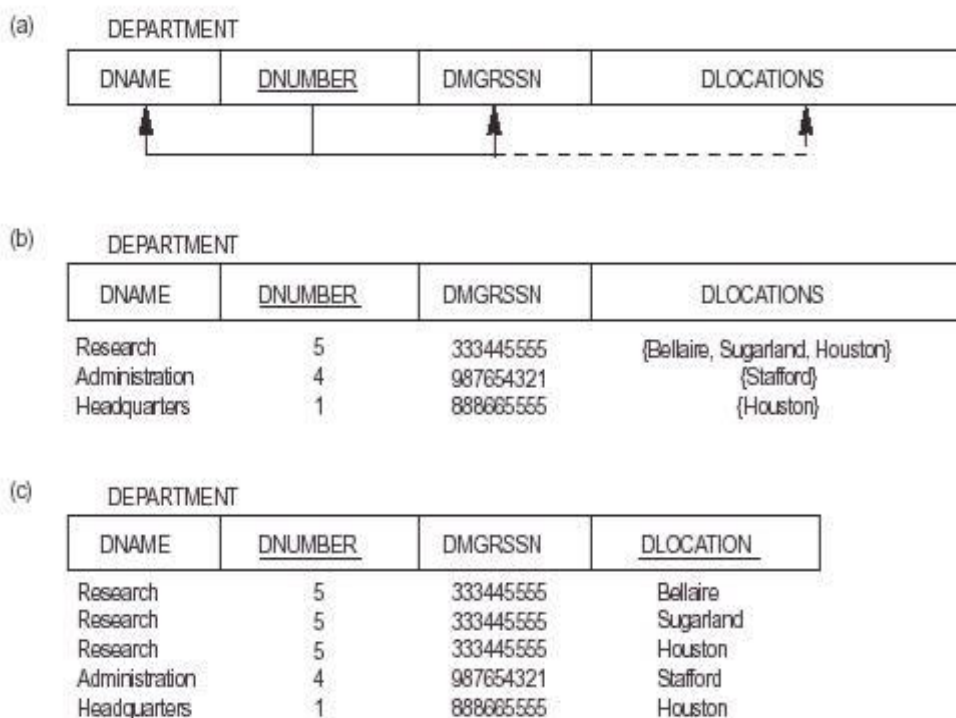 (a) DEPARTMENT
DNAME DNUMBER DMGRSSN DLOCATIONS
(b) DEPARTMENT
DNAME DNUMBER DMGRSSN DLOCATIONS
Research 5 333445555 {Bellaire, Sugarland, Houston}
Administration 4 987654321 {Stafford}
Headquarters 1 888665555 {Houston}
(c) DEPARTMENT
DNAME DNUMBER DMGRSSN DLOCATION
Research 5 333445555 Bellaire
Research 5 333445555 Sugarland
Research 5 333445555 Houston
Administration 4 987654321 Stafford
Headquarters 1 888665555 Houston